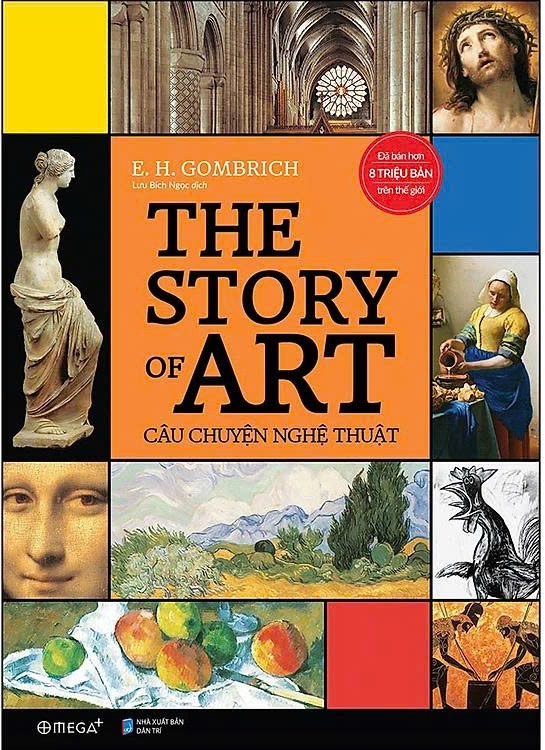 E. H. GOMBRICH
Lưu Bích Ngọc dịch
Đã bán hơn
8 TRIỆU BẢN
trên thế giới
THE
STORY
OF ART
CÂU CHUYỆN NGHỆ THUẬT
OMEGA+
NHÀ XUẤT BẢN
DÂN TRÍ